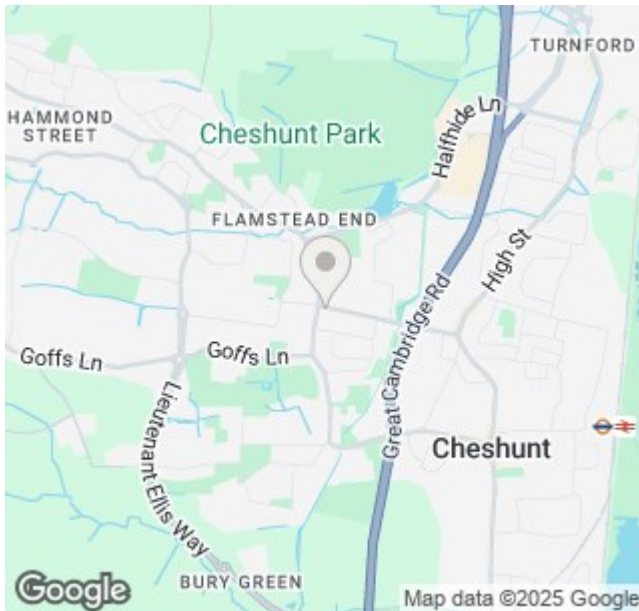 TURNFORD
HAMMOND
STREET
Cheshunt Park
Halfhide Ln
FLAMSTEAD END
High St
Great Cambridge Rd
Goffs Ln
Goffs Ln
Lieutenant Ellis Way
Cheshunt
BURY GREEN
Google
Map data ©2025 Google